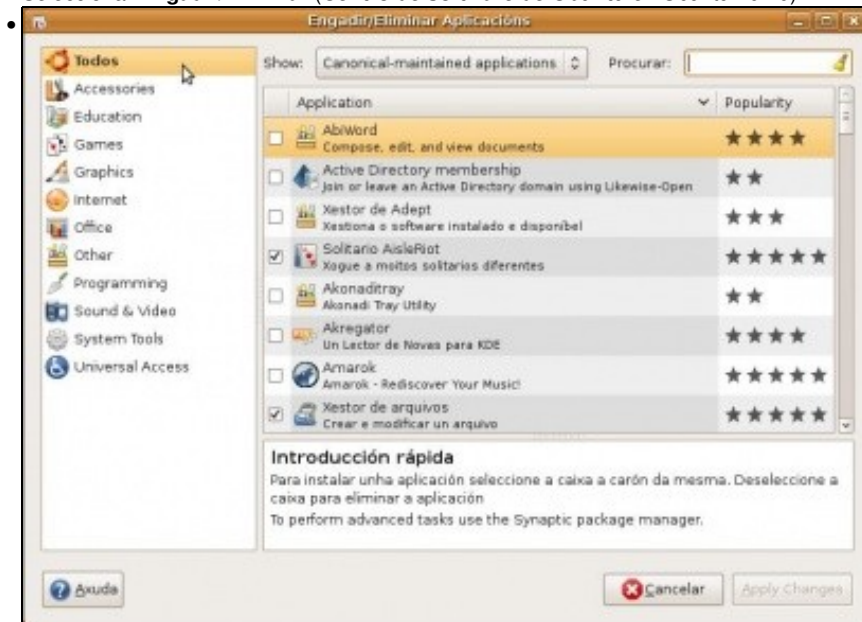 Engadir/Eliminar Aplicacións
Todos
Accessories
Education
Games
Graphics
Internet
Office
Other
Programming
Sound & Video
System Tools
Universal Access
Show: Canonical-maintained applications Procurar:
Application Popularity
AbiWord
Compose, edit, and view documents
Active Directory membership
Join or leave an Active Directory domain using Likewise-Open
Xestor de Adept
Xestiona o software instalado e disponíbel
Solitario AisleRiot
Xogue a moitos solitarios diferentes
Akonaditray
Akonadi Tray Utility
Akregator
Un Lector de Novas para KDE
Amarok
Amarok - Rediscover Your Music!
Xestor de arquivos
Crear e modificar un arquivo
Introducción rápida
Para instalar unha aplicación seleccione a caixa a carón da mesma. Deseleccione a
caixa para eliminar a aplicación
To perform advanced tasks use the Synaptic package manager.
Axuda
Cancelar
Apply Changes